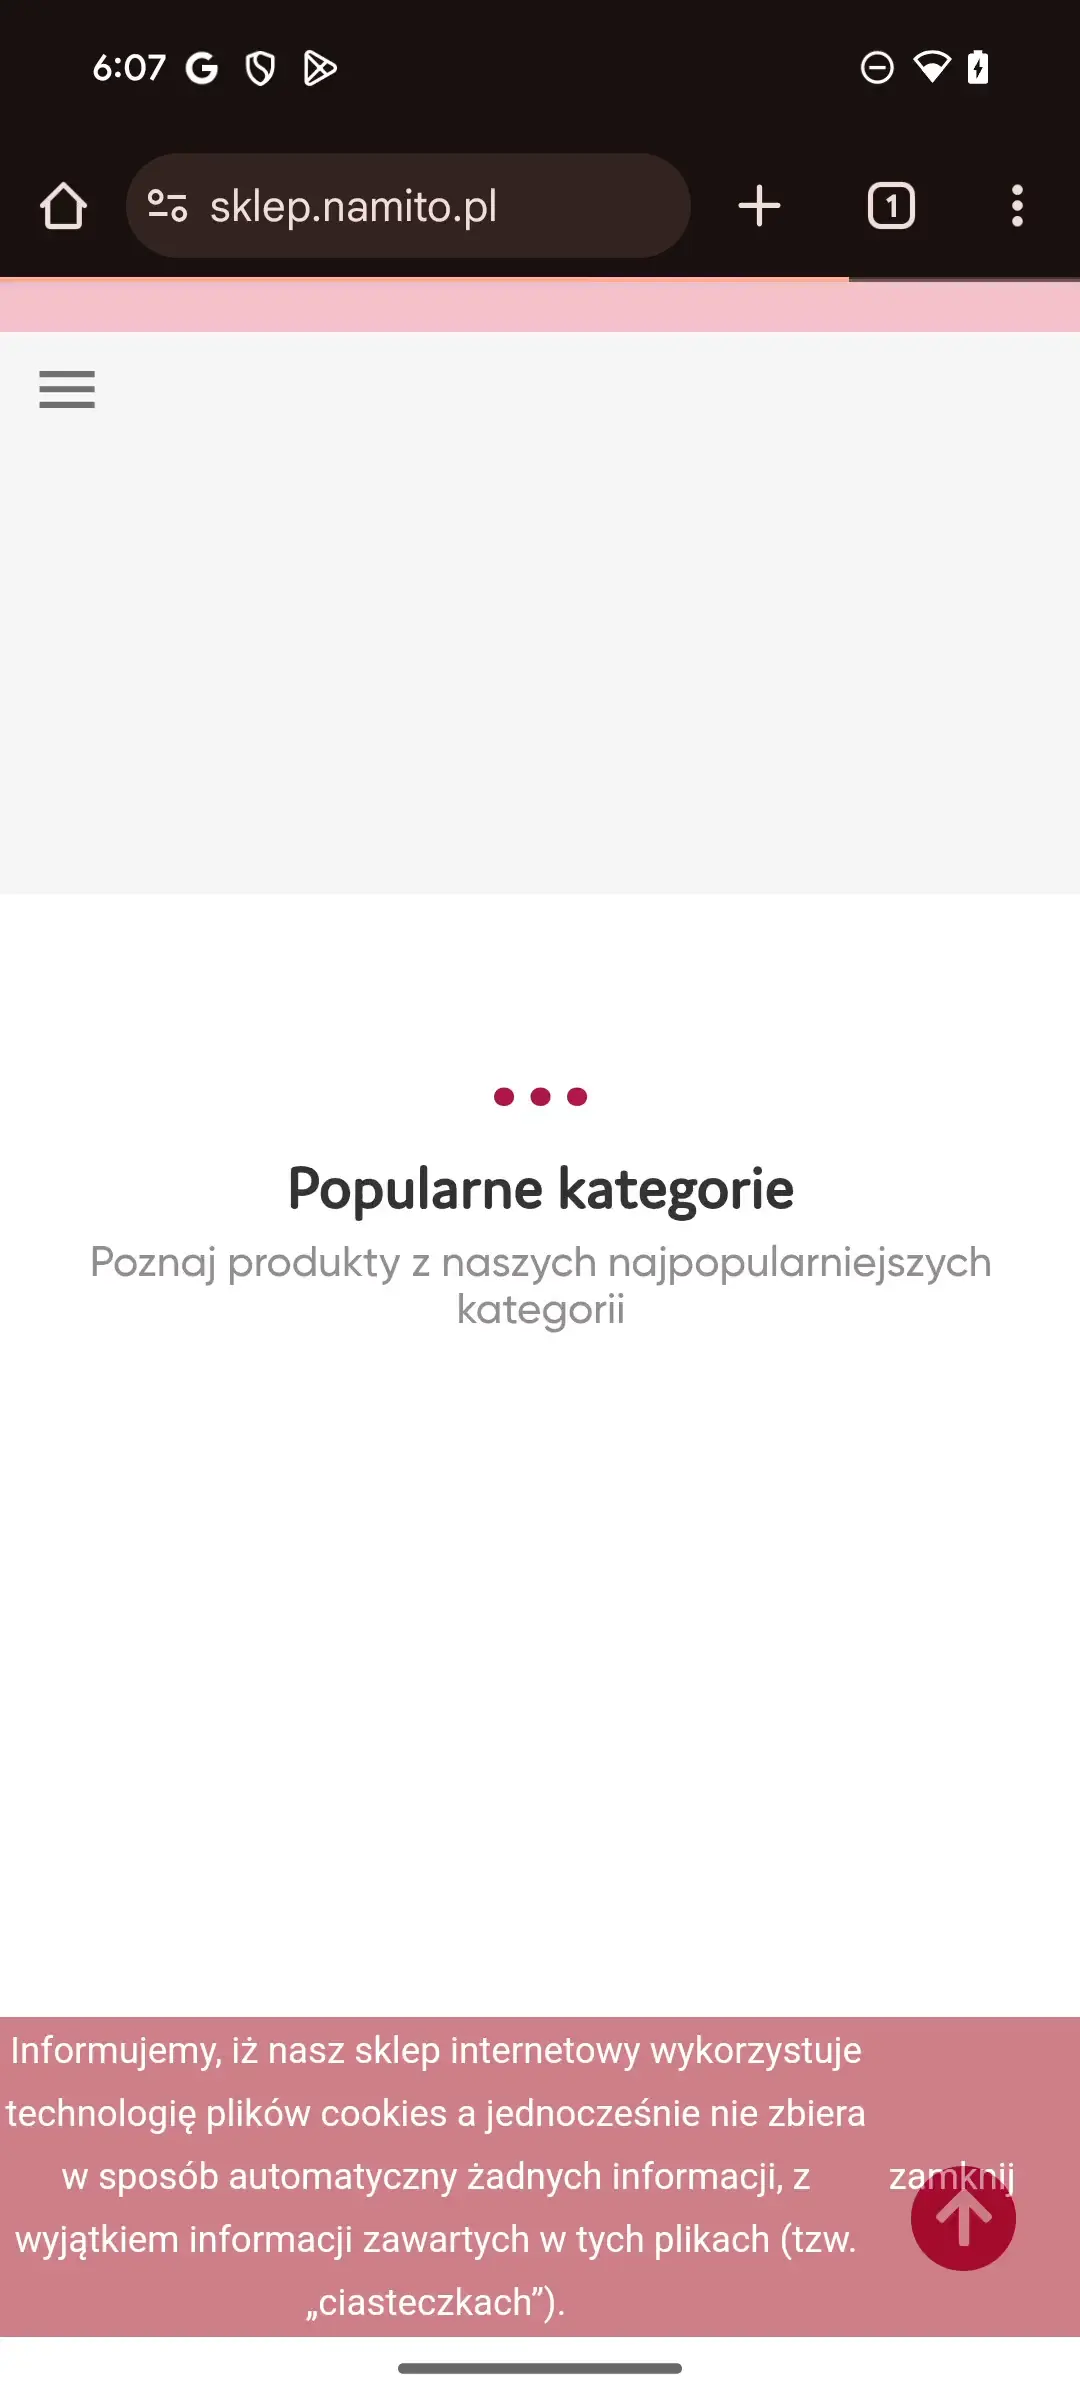 6:07
sklep.namito.pl
1
Popularne kategorie
Poznaj produkty z naszych najpopularniejszych
kategorii
Informujemy, iż nasz sklep internetowy wykorzystuje
technologię plików cookies a jednocześnie nie zbiera
w sposób automatyczny żadnych informacji, z
wyjątkiem informacji zawartych w tych plikach (tzw.
„ciasteczkach”).
zamknij